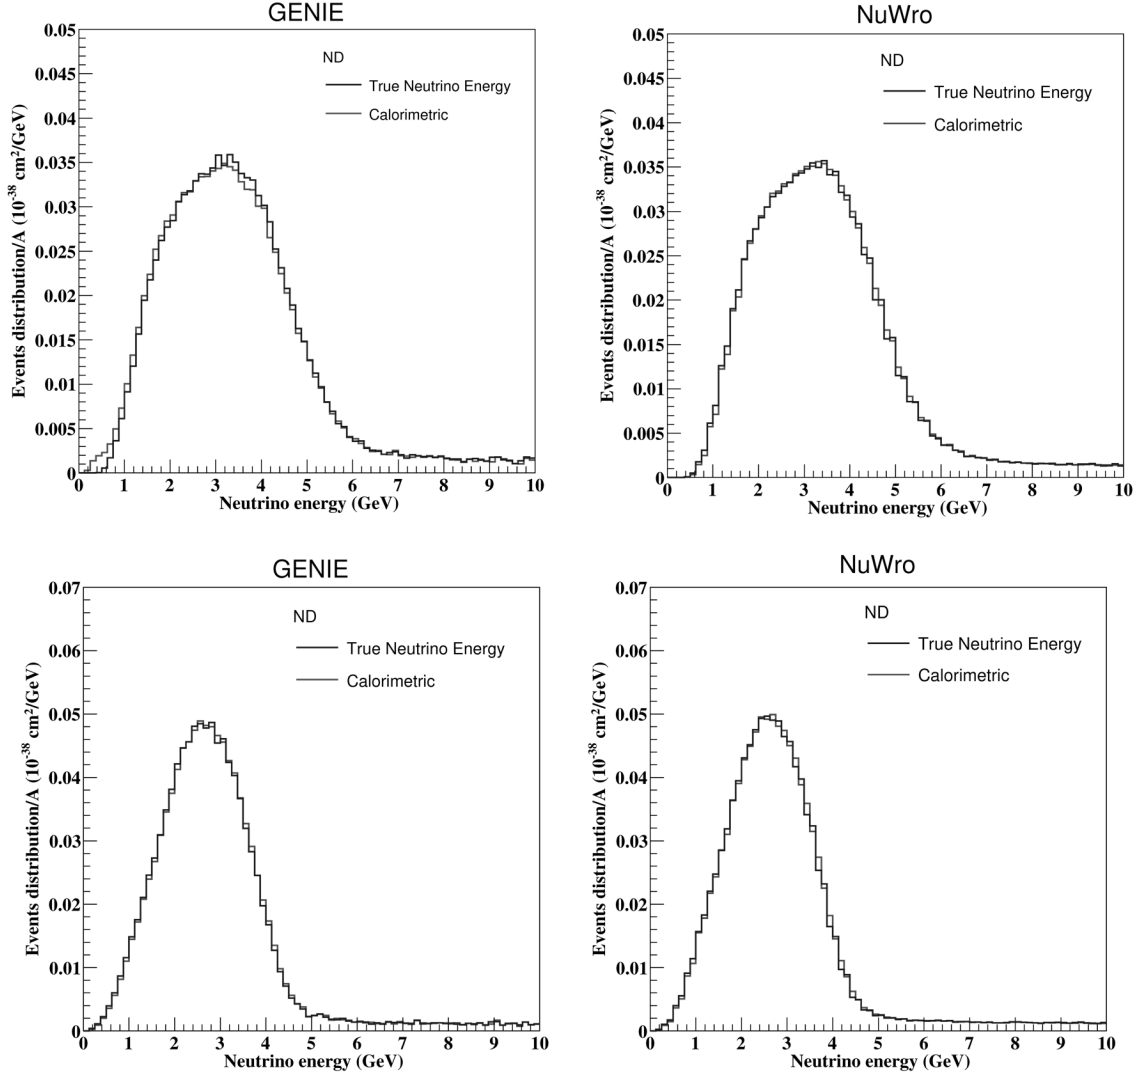 GENIE
0.05
0.045
0.04
0.035
0.03
0.025
0.02
0.015
0.01
0.005
0
0 1 2 3 4 5 6 7 8 9 10
Neutrino energy (GeV)
Events distribution/A (10⁻³⁸ cm²/GeV)
ND
True Neutrino Energy
Calorimetric
NuWro
0.05
0.045
0.04
0.035
0.03
0.025
0.02
0.015
0.01
0.005
0
0 1 2 3 4 5 6 7 8 9 10
Neutrino energy (GeV)
Events distribution/A (10⁻³⁸ cm²/GeV)
ND
True Neutrino Energy
Calorimetric
GENIE
0.07
0.06
0.05
0.04
0.03
0.02
0.01
0
0 1 2 3 4 5 6 7 8 9 10
Neutrino energy (GeV)
Events distribution/A (10⁻³⁸ cm²/GeV)
ND
True Neutrino Energy
Calorimetric
NuWro
0.07
0.06
0.05
0.04
0.03
0.02
0.01
0
0 1 2 3 4 5 6 7 8 9 10
Neutrino energy (GeV)
Events distribution/A (10⁻³⁸ cm²/GeV)
ND
True Neutrino Energy
Calorimetric